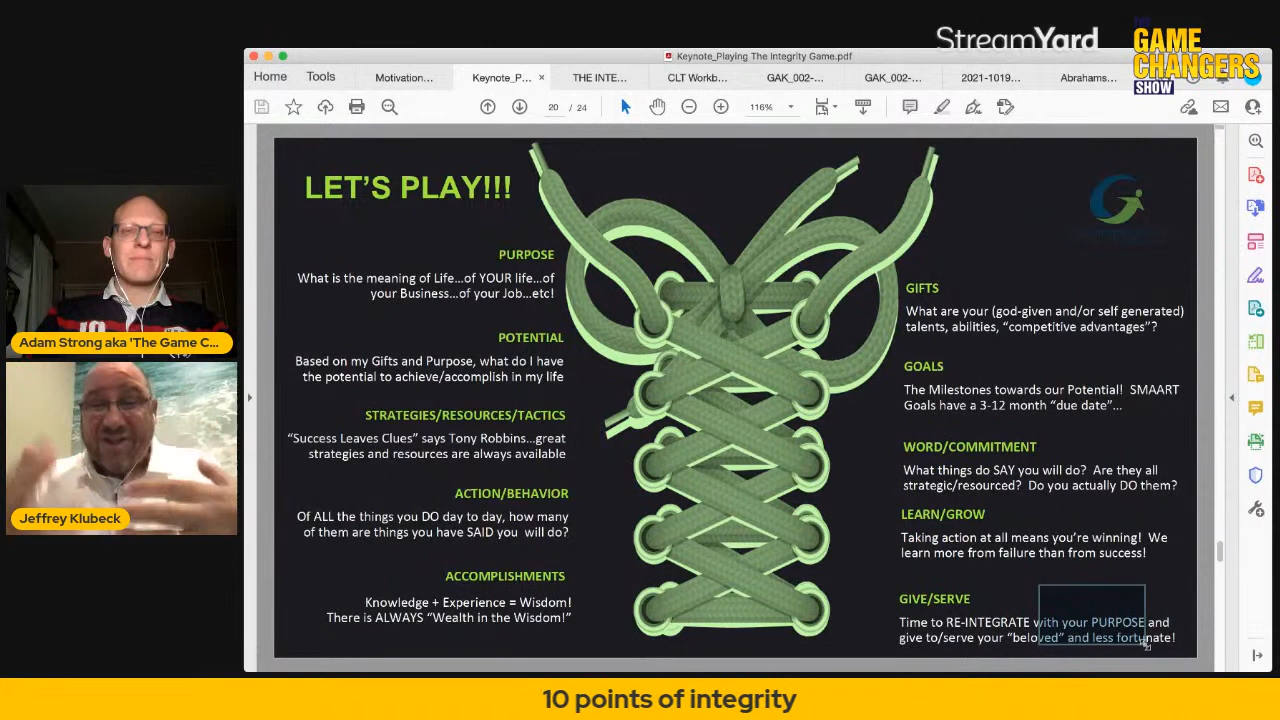 StreamYard
THE
GAME
CHANGERS
SHOW
Keynote_Playing The Integrity Game.pdf
Home
Tools
Motivation...
Keynote_P... ×
THE INTE...
CLT Workb...
GAK_002-...
GAK_002-...
2021-1019...
Abrahams...
20 / 24
116%
LET'S PLAY!!!
PURPOSE
What is the meaning of Life...of YOUR life...of
your Business...of your Job...etc!
POTENTIAL
Based on my Gifts and Purpose, what do I have
the potential to achieve/accomplish in my life
STRATEGIES/RESOURCES/TACTICS
“Success Leaves Clues” says Tony Robbins...great
strategies and resources are always available
ACTION/BEHAVIOR
Of ALL the things you DO day to day, how many
of them are things you have SAID you will do?
ACCOMPLISHMENTS
Knowledge + Experience = Wisdom!
There is ALWAYS “Wealth in the Wisdom!”
GIFTS
What are your (god-given and/or self generated)
talents, abilities, “competitive advantages”?
GOALS
The Milestones towards our Potential! SMAART
Goals have a 3-12 month “due date”...
WORD/COMMITMENT
What things do SAY you will do? Are they all
strategic/resourced? Do you actually DO them?
LEARN/GROW
Taking action at all means you’re winning! We
learn more from failure than from success!
GIVE/SERVE
Time to RE-INTEGRATE with your PURPOSE and
give to/serve your “beloved” and less fortunate!
Adam Strong aka 'The Game C...
Jeffrey Klubeck
10 points of integrity